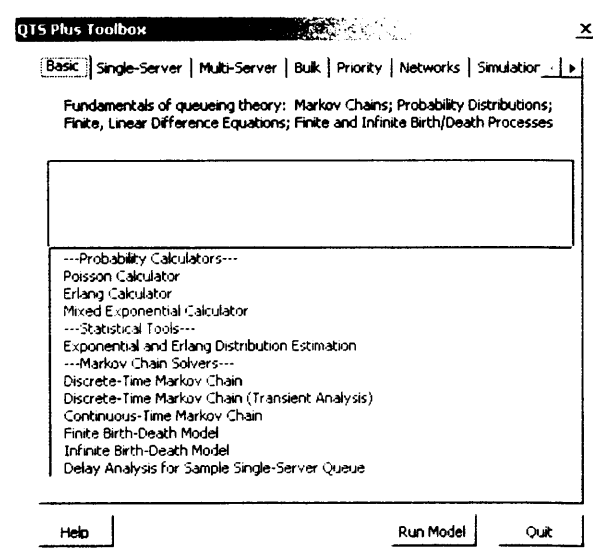 QTS Plus Toolbox x
Basic Single-Server Multi-Server Bulk Priority Networks Simulation
Fundamentals of queueing theory: Markov Chains; Probability Distributions;
Finite, Linear Difference Equations; Finite and Infinite Birth/Death Processes
---Probability Calculators---
Poisson Calculator
Erlang Calculator
Mixed Exponential Calculator
---Statistical Tools---
Exponential and Erlang Distribution Estimation
---Markov Chain Solvers---
Discrete-Time Markov Chain
Discrete-Time Markov Chain (Transient Analysis)
Continuous-Time Markov Chain
Finite Birth-Death Model
Infinite Birth-Death Model
Delay Analysis for Sample Single-Server Queue
Help Run Model Quit